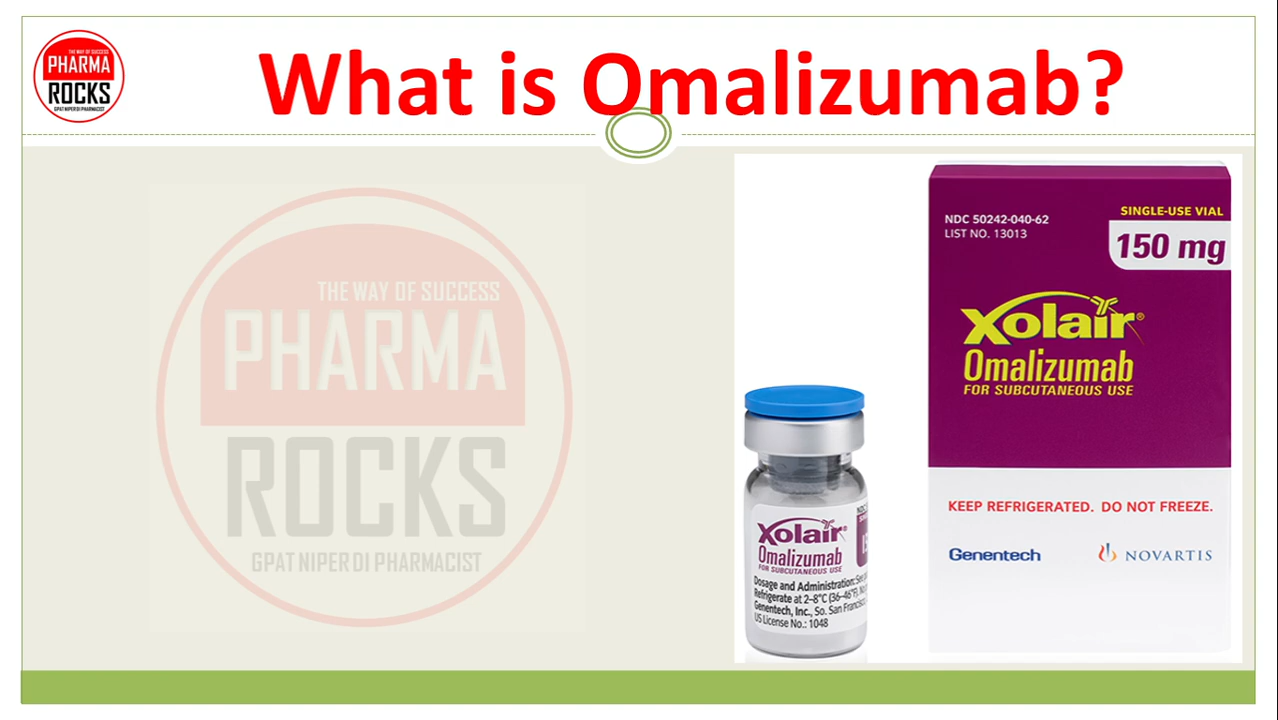 THE WAY OF SUCCESS
PHARMA
ROCKS
GPAT NIPER DI PHARMACIST
What is Omalizumab?
THE WAY OF SUCCESS
PHARMA
ROCKS
GPAT NIPER DI PHARMACIST
NDC 50242-040-62
LIST NO. 13013
SINGLE-USE VIAL
150 mg
Xolair®
Omalizumab
FOR SUBCUTANEOUS USE
KEEP REFRIGERATED. DO NOT FREEZE.
Genentech
NOVARTIS
Xolair®
Omalizumab
FOR SUBCUTANEOUS USE
Dosage and Administration:
Refrigerate at 2–8°C (36–46°F).
Genentech, Inc., So. San Francisco
US License No.: 1048